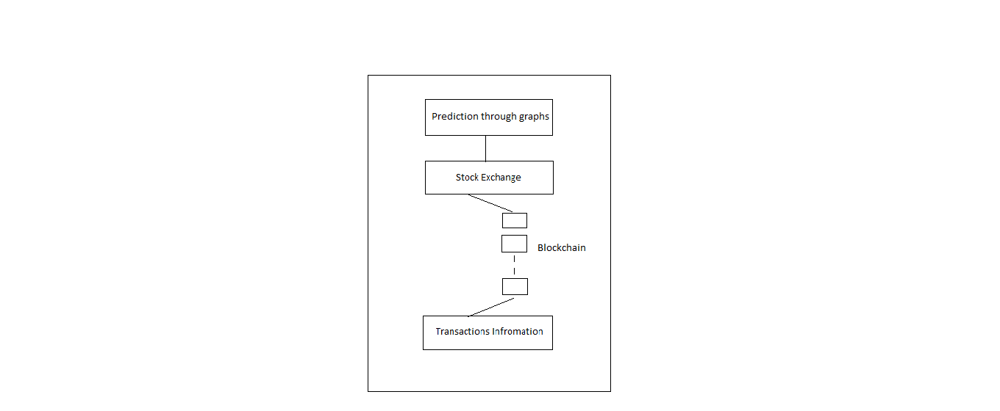 Prediction through graphs
Stock Exchange
Blockchain
Transactions Infromation